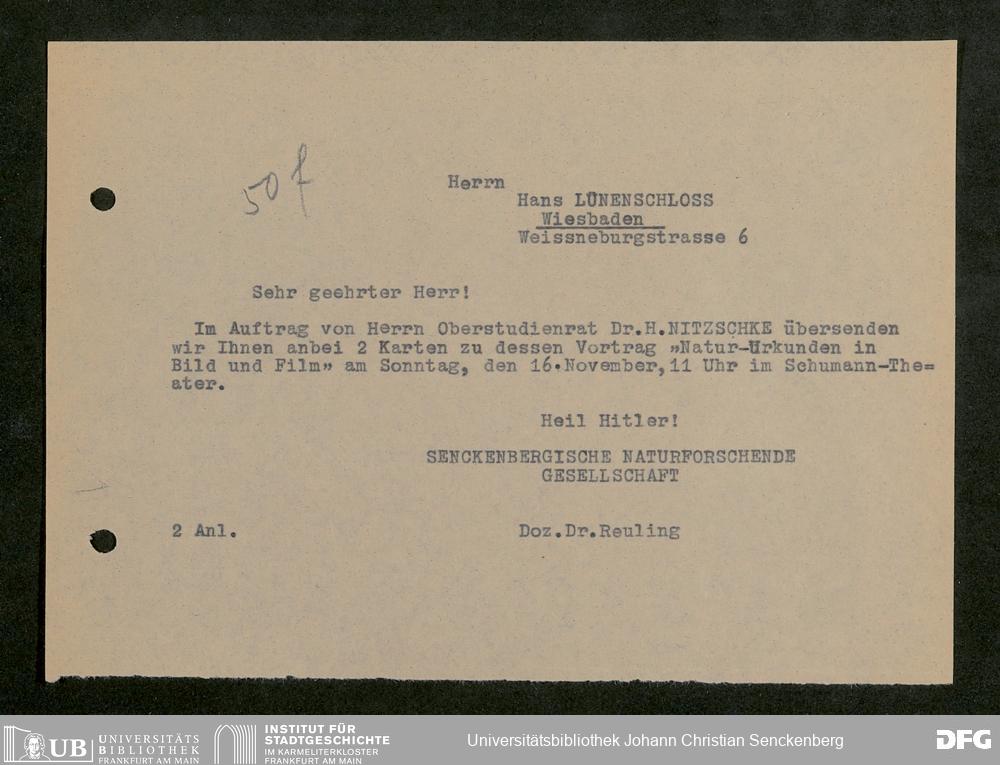 50 f
Herrn
Hans LÜNENSCHLOSS
Wiesbaden
Weissneburgstrasse 6
Sehr geehrter Herr!
Im Auftrag von Herrn Oberstudienrat Dr.H.NITZSCHKE übersenden
wir Ihnen anbei 2 Karten zu dessen Vortrag "Natur-Urkunden in
Bild und Film" am Sonntag, den 16.November,11 Uhr im Schumann-The=
ater.
Heil Hitler!
SENCKENBERGISCHE NATURFORSCHENDE
GESELLSCHAFT
2 Anl.
Doz.Dr.Reuling
UB UNIVERSITÄTS
BIBLIOTHEK
FRANKFURT AM MAIN
INSTITUT FÜR
STADTGESCHICHTE
IM KARMELITERKLOSTER
FRANKFURT AM MAIN
Universitätsbibliothek Johann Christian Senckenberg
DFG